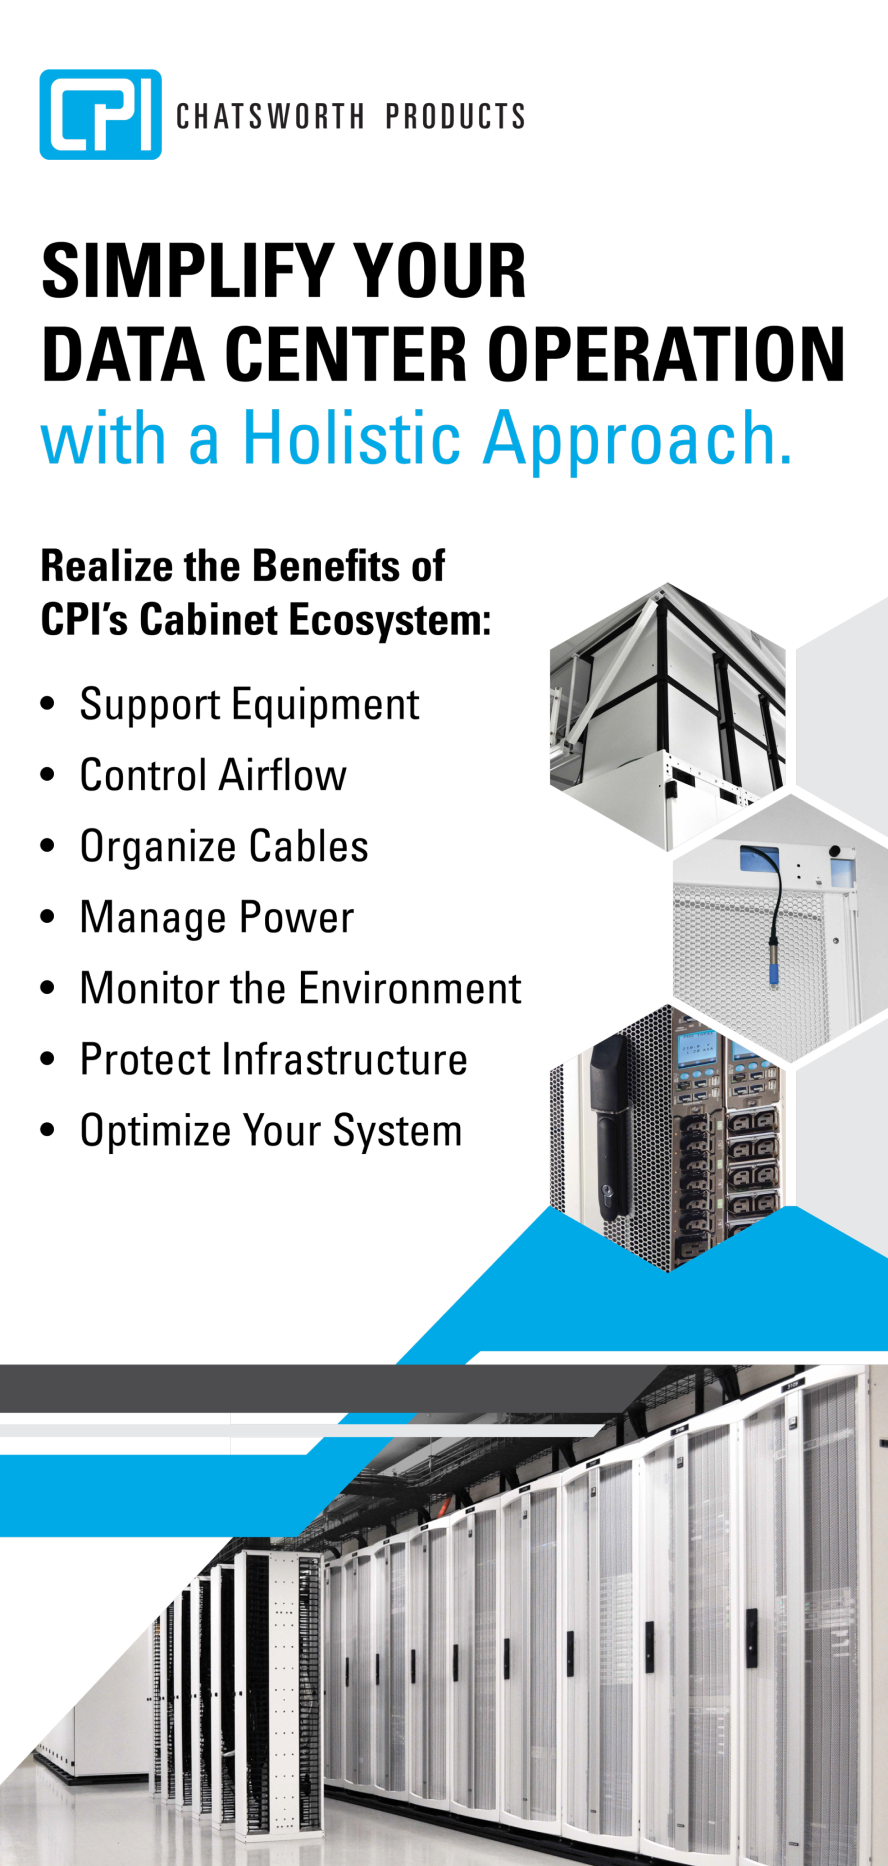 CPI CHATSWORTH PRODUCTS
SIMPLIFY YOUR
DATA CENTER OPERATION
with a Holistic Approach.
Realize the Benefits of
CPI’s Cabinet Ecosystem:
• Support Equipment
• Control Airflow
• Organize Cables
• Manage Power
• Monitor the Environment
• Protect Infrastructure
• Optimize Your System